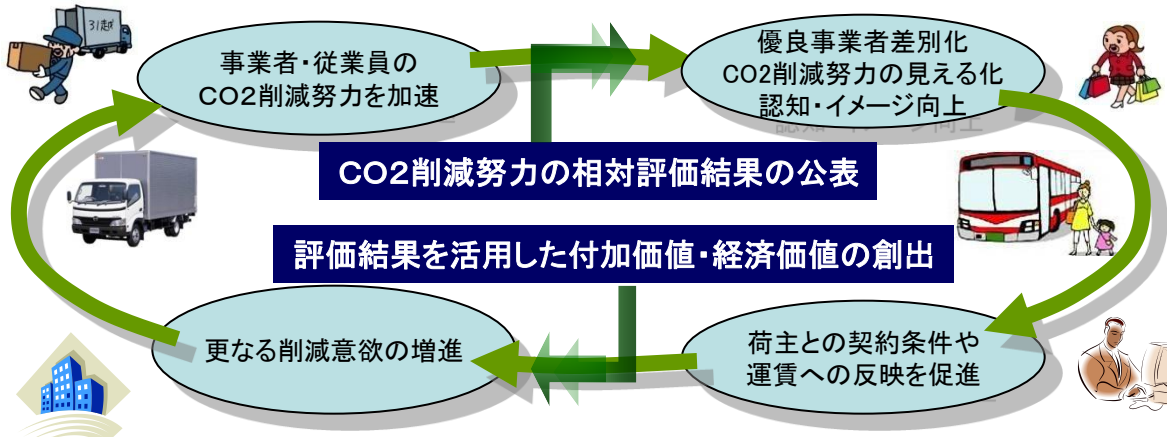 事業者・従業員の
CO2削減努力を加速
優良事業者差別化
CO2削減努力の見える化
認知・イメージ向上
CO2削減努力の相対評価結果の公表
評価結果を活用した付加価値・経済価値の創出
更なる削減意欲の増進
荷主との契約条件や
運賃への反映を促進